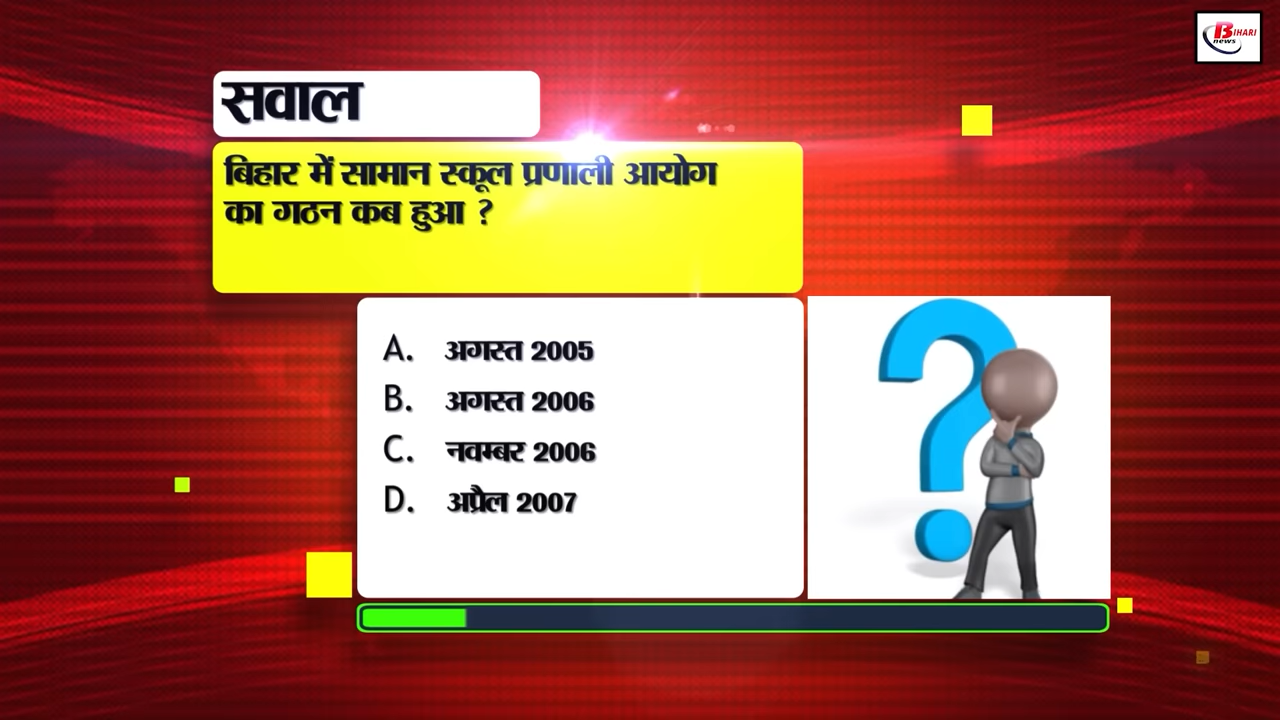 BIHARI
news
सवाल
बिहार में सामान स्कूल प्रणाली आयोग
का गठन कब हुआ ?
A. अगस्त 2005
B. अगस्त 2006
C. नवम्बर 2006
D. अप्रैल 2007